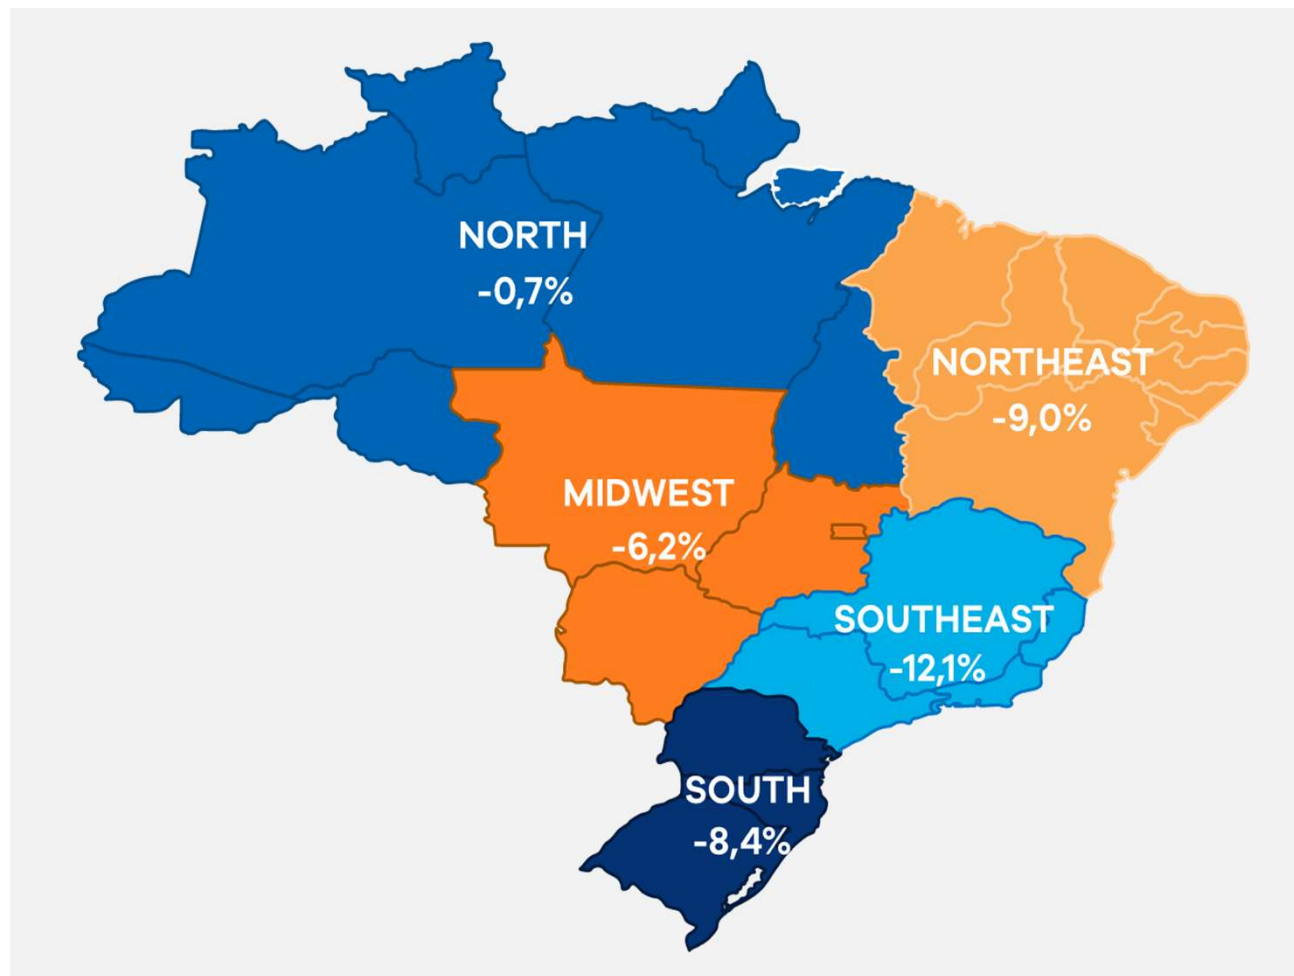 NORTH
-0,7%
NORTHEAST
-9,0%
MIDWEST
-6,2%
SOUTHEAST
-12,1%
SOUTH
-8,4%